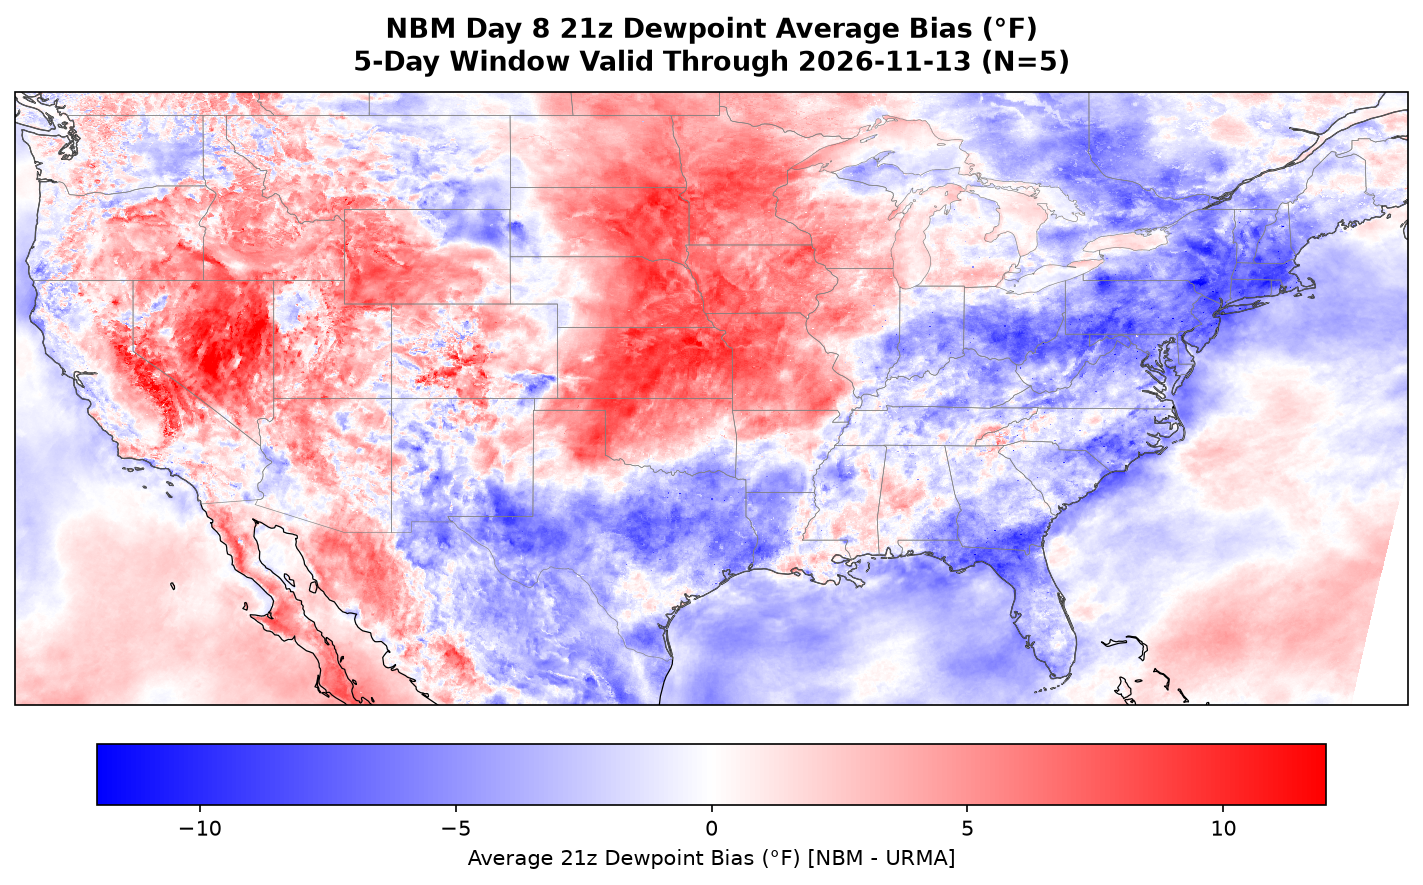 NBM Day 8 21z Dewpoint Average Bias (°F)
5-Day Window Valid Through 2026-11-13 (N=5)
−10 −5 0 5 10
Average 21z Dewpoint Bias (°F) [NBM - URMA]